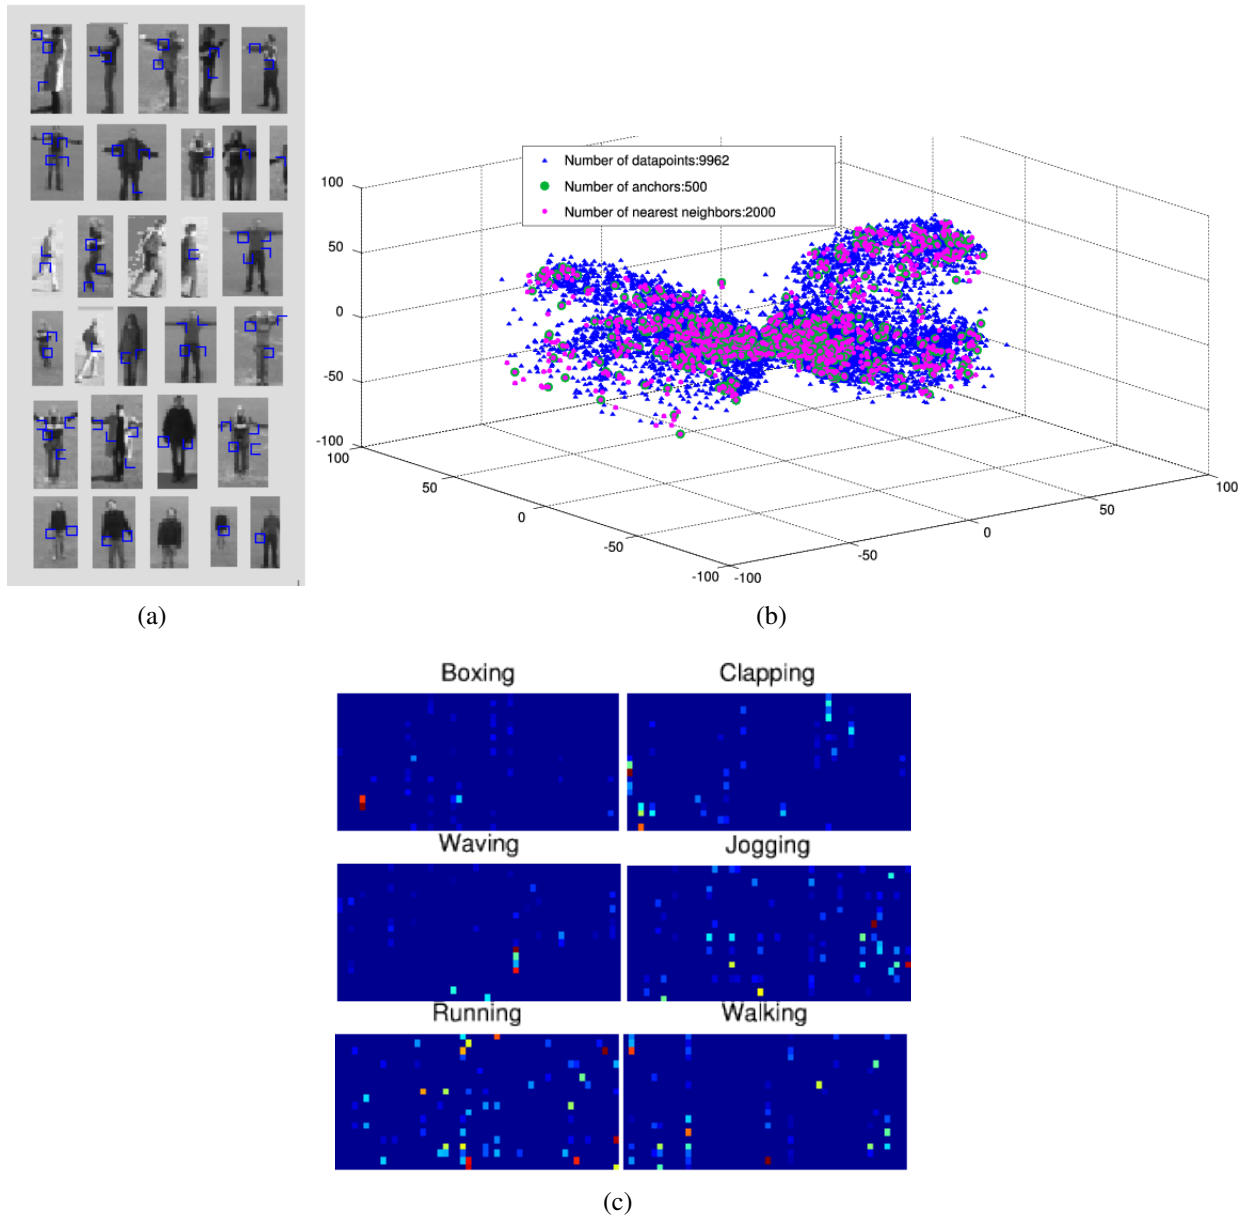 Number of datapoints:9962
Number of anchors:500
Number of nearest neighbors:2000
100
50
0
-50
-100
100
50
0
-50
-100
-100
-50
0
50
100
(a)
(b)
Boxing
Clapping
Waving
Jogging
Running
Walking
(c)